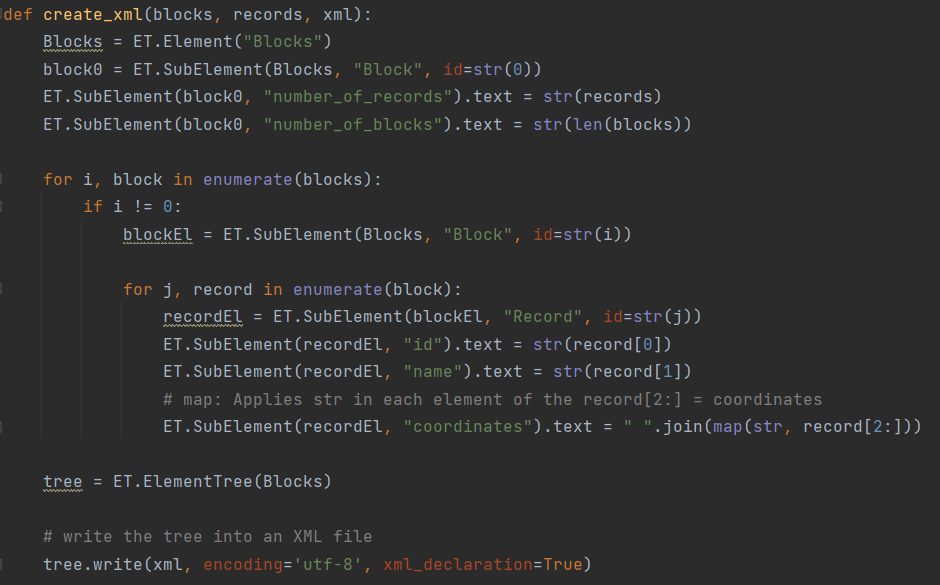 def create_xml(blocks, records, xml):
    Blocks = ET.Element("Blocks")
    block0 = ET.SubElement(Blocks, "Block", id=str(0))
    ET.SubElement(block0, "number_of_records").text = str(records)
    ET.SubElement(block0, "number_of_blocks").text = str(len(blocks))

    for i, block in enumerate(blocks):
        if i != 0:
            blockEl = ET.SubElement(Blocks, "Block", id=str(i))

            for j, record in enumerate(block):
                recordEl = ET.SubElement(blockEl, "Record", id=str(j))
                ET.SubElement(recordEl, "id").text = str(record[0])
                ET.SubElement(recordEl, "name").text = str(record[1])
                # map: Applies str in each element of the record[2:] = coordinates
                ET.SubElement(recordEl, "coordinates").text = " ".join(map(str, record[2:]))

    tree = ET.ElementTree(Blocks)

    # write the tree into an XML file
    tree.write(xml, encoding='utf-8', xml_declaration=True)